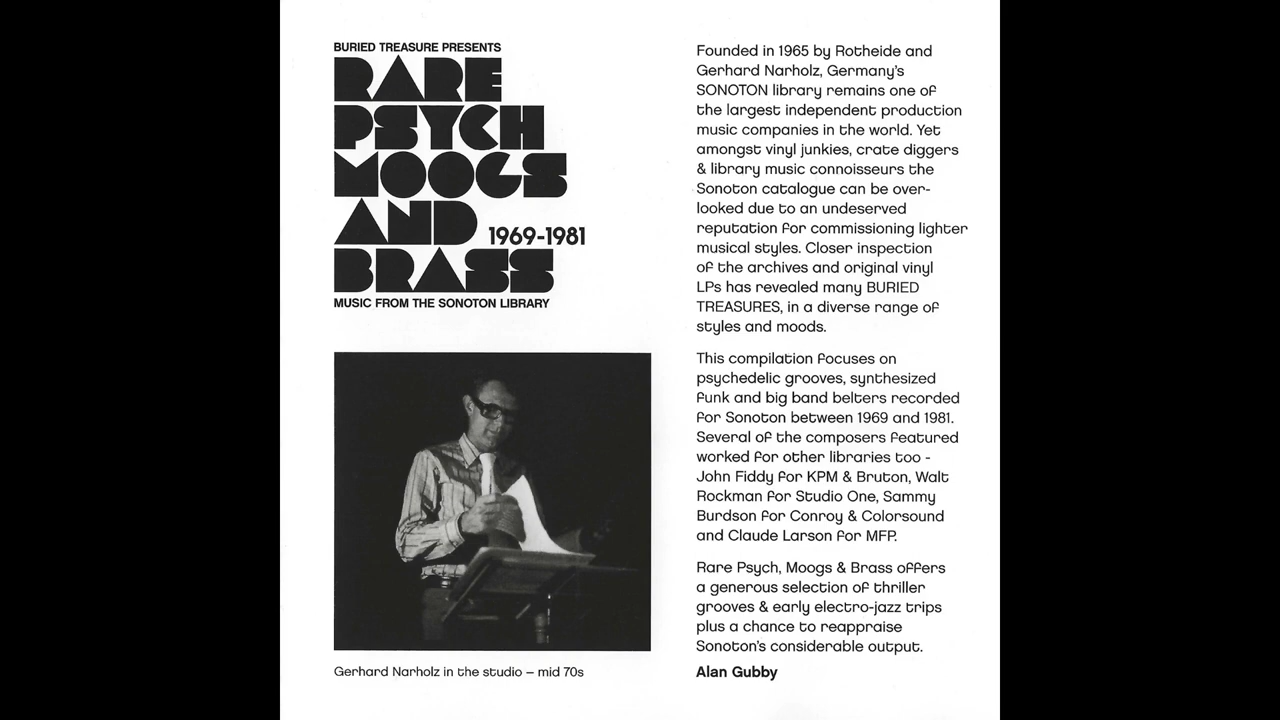 BURIED TREASURE PRESENTS
RARE
PSYCH
MOOGS
AND
1969-1981
BRASS
MUSIC FROM THE SONOTON LIBRARY
Gerhard Narholz in the studio – mid 70s
Founded in 1965 by Rotheide and
Gerhard Narholz, Germany's
SONOTON library remains one of
the largest independent production
music companies in the world. Yet
amongst vinyl junkies, crate diggers
& library music connoisseurs the
Sonoton catalogue can be over-
looked due to an undeserved
reputation for commissioning lighter
musical styles. Closer inspection
of the archives and original vinyl
LPs has revealed many BURIED
TREASURES, in a diverse range of
styles and moods.
This compilation focuses on
psychedelic grooves, synthesized
funk and big band belters recorded
for Sonoton between 1969 and 1981.
Several of the composers featured
worked for other libraries too -
John Fiddy for KPM & Bruton, Walt
Rockman for Studio One, Sammy
Burdson for Conroy & Colorsound
and Claude Larson for MFP.
Rare Psych, Moogs & Brass offers
a generous selection of thriller
grooves & early electro-jazz trips
plus a chance to reappraise
Sonoton's considerable output.
Alan Gubby